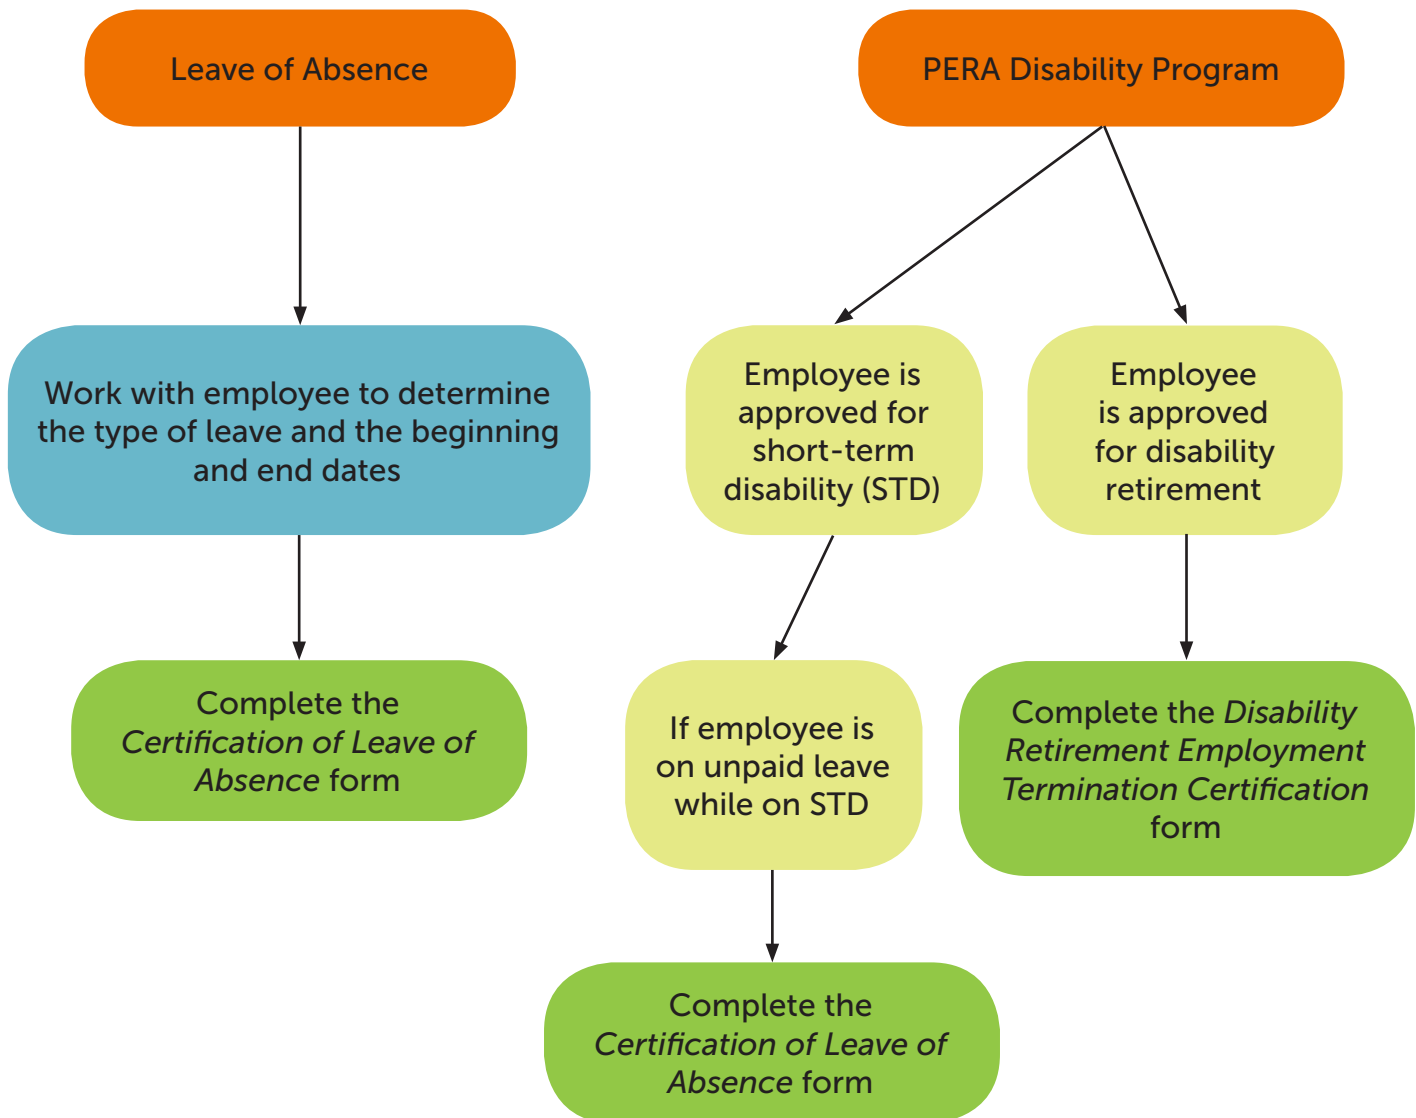 Leave of Absence
PERA Disability Program
Work with employee to determine
the type of leave and the beginning
and end dates
Employee is
approved for
short-term
disability (STD)
Employee
is approved
for disability
retirement
Complete the
Certification of Leave of
Absence form
If employee is
on unpaid leave
while on STD
Complete the Disability
Retirement Employment
Termination Certification
form
Complete the
Certification of Leave of
Absence form